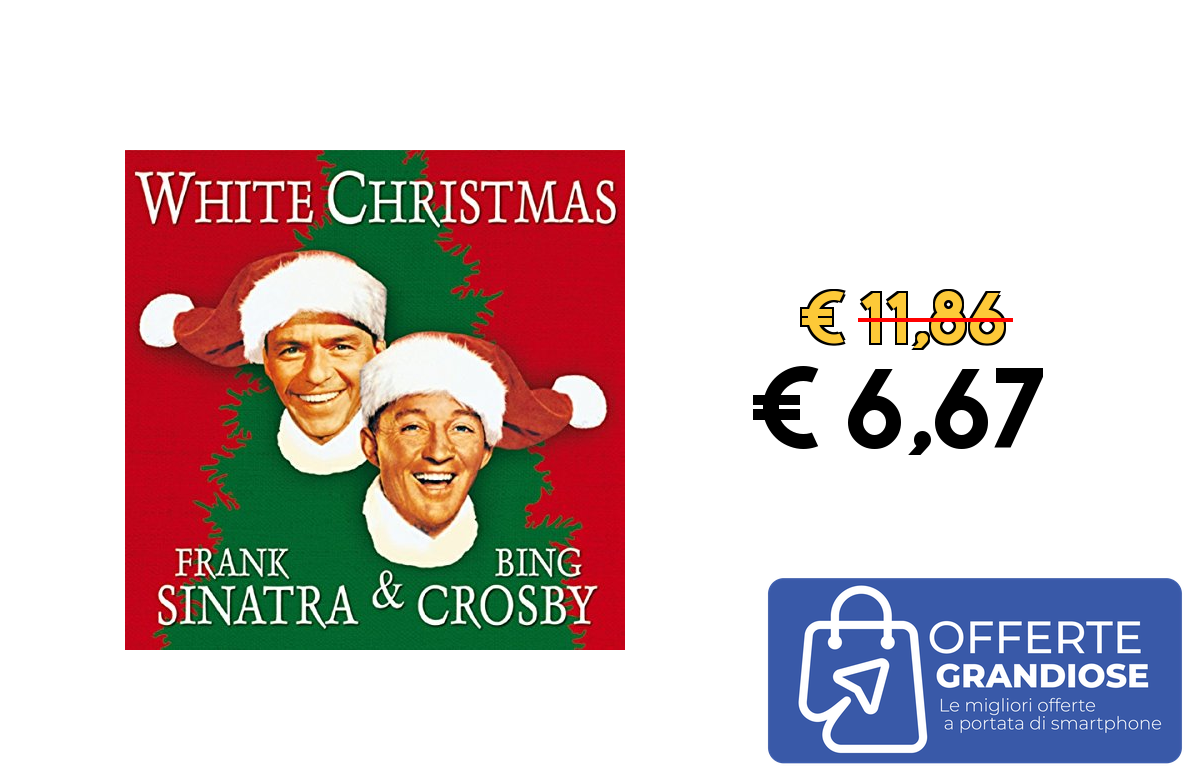 WHITE CHRISTMAS
FRANK
SINATRA
&
BING
CROSBY
€ 11,86
€ 6,67
OFFERTE
GRANDIOSE
Le migliori offerte
a portata di smartphone